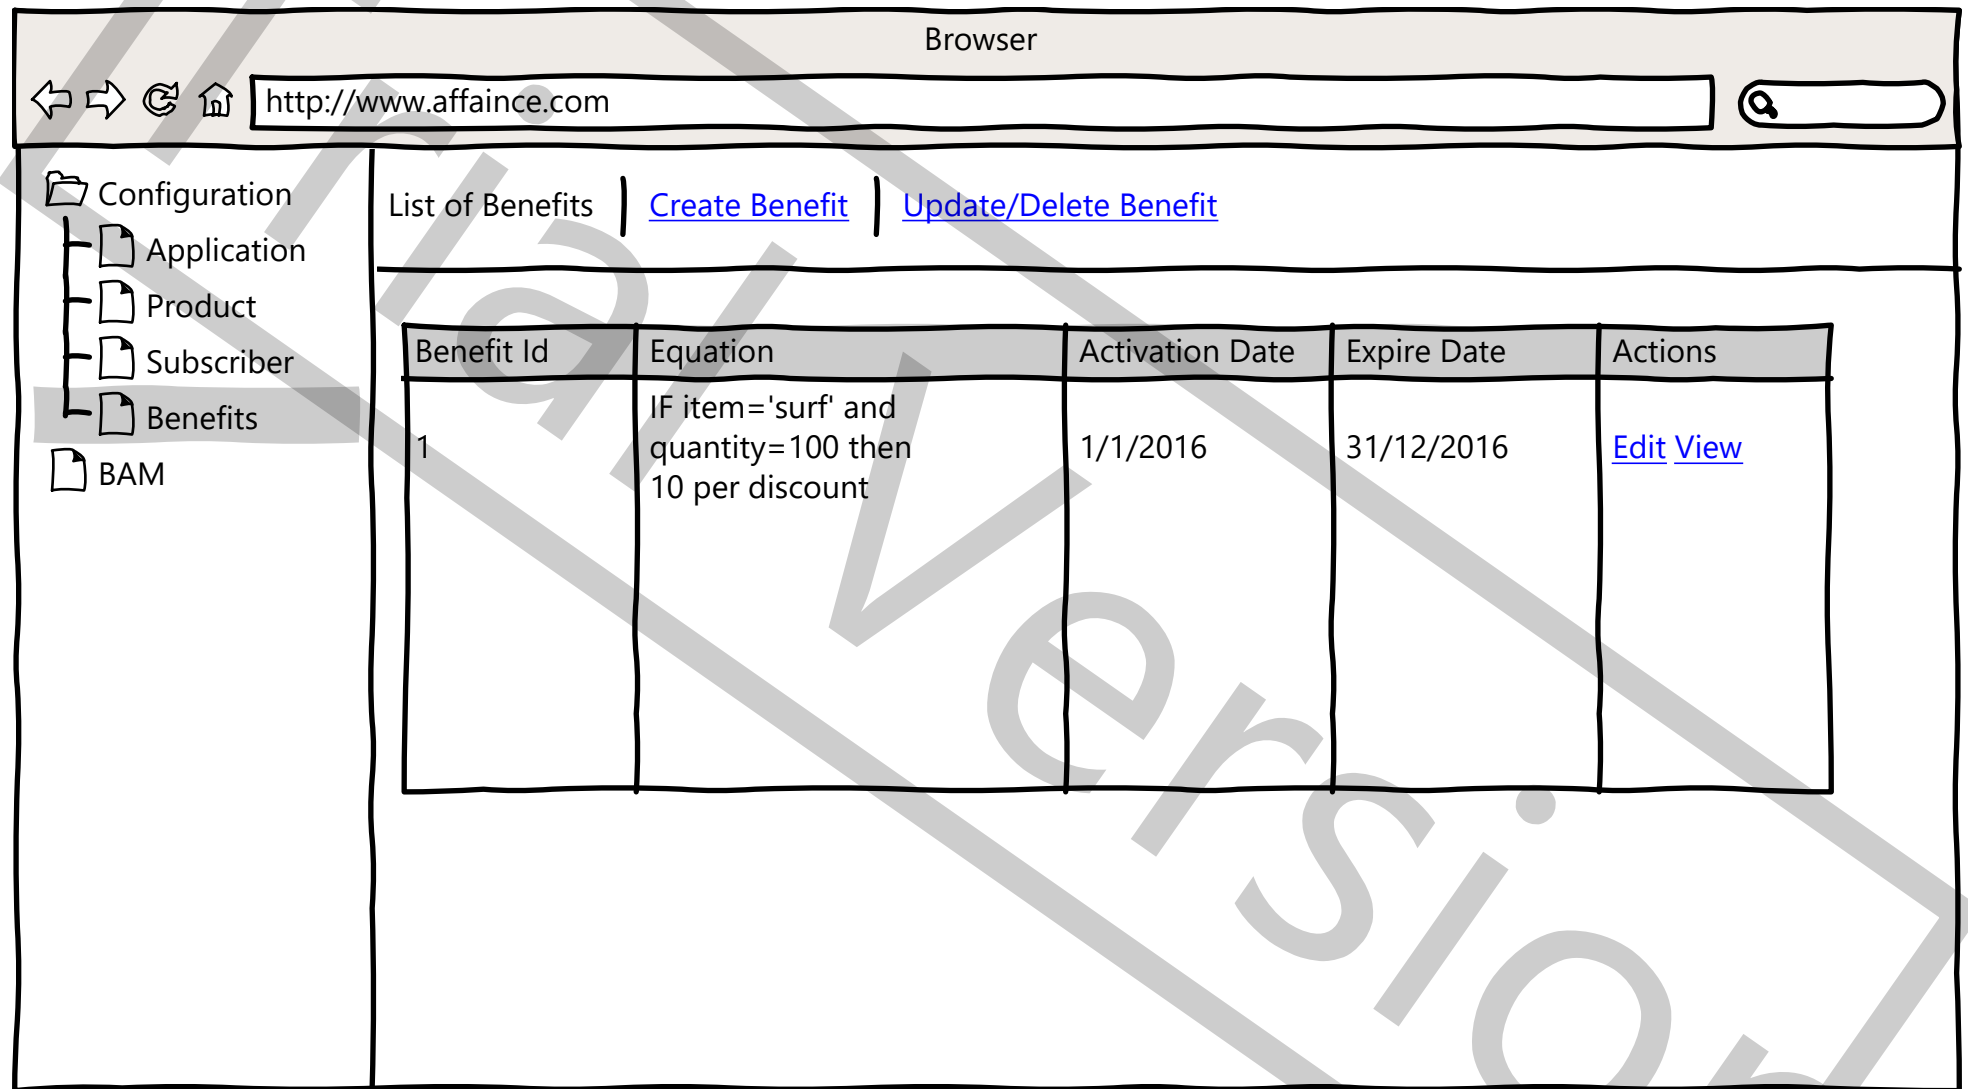 Browser
http://www.affaince.com
Configuration
Application
Product
Subscriber
Benefits
BAM
List of Benefits Create Benefit Update/Delete Benefit
Benefit Id Equation Activation Date Expire Date Actions
1 IF item='surf' and quantity=100 then 10 per discount 1/1/2016 31/12/2016 Edit View
Trial Version